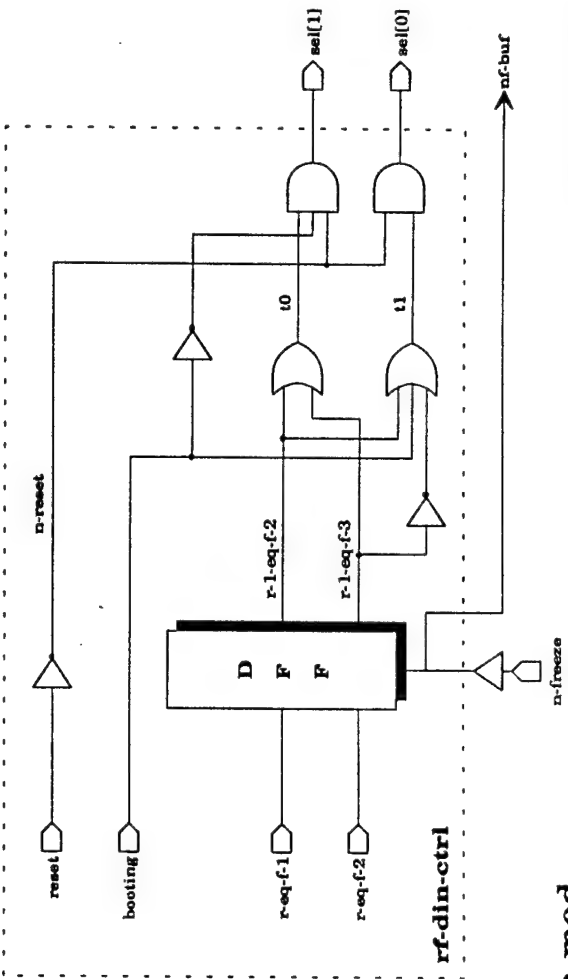 reset
n-reset
booting
r-eq-f-1
r-eq-f-2
D
F
F
r-1-eq-f-2
r-1-eq-f-3
t0
t1
sel[1]
sel[0]
nf-buf
n-freeze
rf-din-ctrl